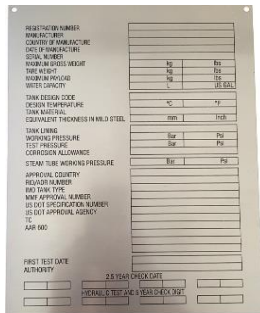 REGISTRATION NUMBER
MANUFACTURER
COUNTRY OF MANUFACTURE
DATE OF MANUFACTURE
SERIAL NUMBER
MAXIMUM GROSS WEIGHT kg lbs
TARE WEIGHT kg lbs
MAXIMUM PAYLOAD kg lbs
WATER CAPACITY L US GAL
TANK DESIGN CODE
DESIGN TEMPERATURE °C °F
TANK MATERIAL
EQUIVALENT THICKNESS IN MILD STEEL mm Inch
TANK LINING
WORKING PRESSURE Bar Psi
TEST PRESSURE Bar Psi
CORROSION ALLOWANCE
STEAM TUBE WORKING PRESSURE Bar Psi
APPROVAL COUNTRY
RID/ADR NUMBER
IMO TANK TYPE
APPROVAL NUMBER
US DOT SPECIFICATION NUMBER
US DOT APPROVAL AGENCY
TC
AAR 600
FIRST TEST DATE
AUTHORITY
2.5 YEAR CHECK DATE
HYDRAULIC TEST AND 5 YEAR CHECK DIGIT